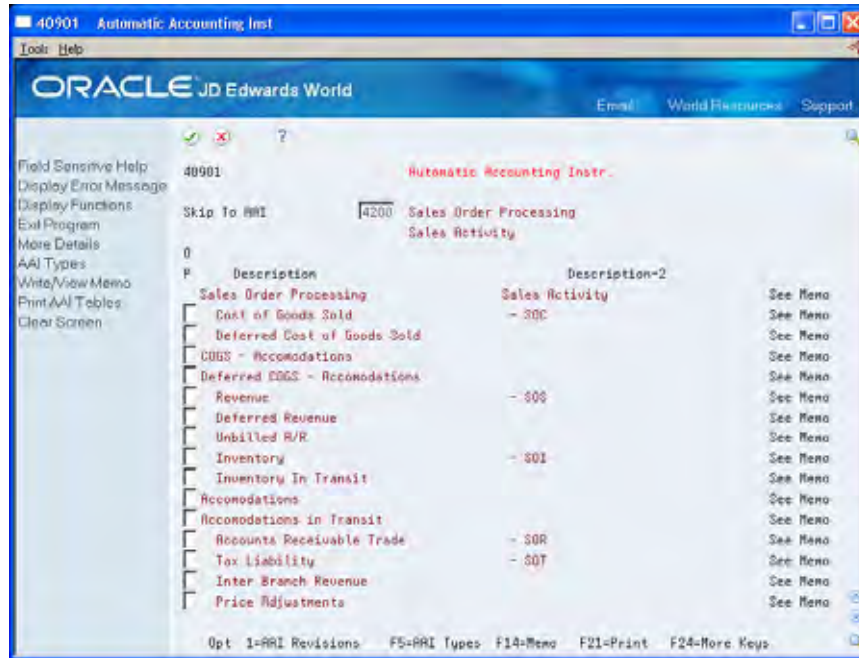 40901 Automatic Accounting Inst
Tools Help
ORACLE JD Edwards World
Email World Resources Support
?
Field Sensitive Help
Display Error Message
Display Functions
Exit Program
More Details
AAI Types
Write/View Memo
Print AAI Tables
Clear Screen
40901 Automatic Accounting Instr.
Skip To AAI 4200 Sales Order Processing
Sales Activity
O
P Description Description-2
Sales Order Processing Sales Activity See Memo
Cost of Goods Sold - SOC See Memo
Deferred Cost of Goods Sold See Memo
COGS - Accomodations See Memo
Deferred COGS - Accomodations See Memo
Revenue - SOS See Memo
Deferred Revenue See Memo
Unbilled A/R See Memo
Inventory - SOI See Memo
Inventory In Transit See Memo
Accomodations See Memo
Accomodations in Transit See Memo
Accounts Receivable Trade - SOR See Memo
Tax Liability - SOT See Memo
Inter Branch Revenue See Memo
Price Adjustments See Memo
Opt 1=AAI Revisions F5=AAI Types F14=Memo F21=Print F24=More Keys